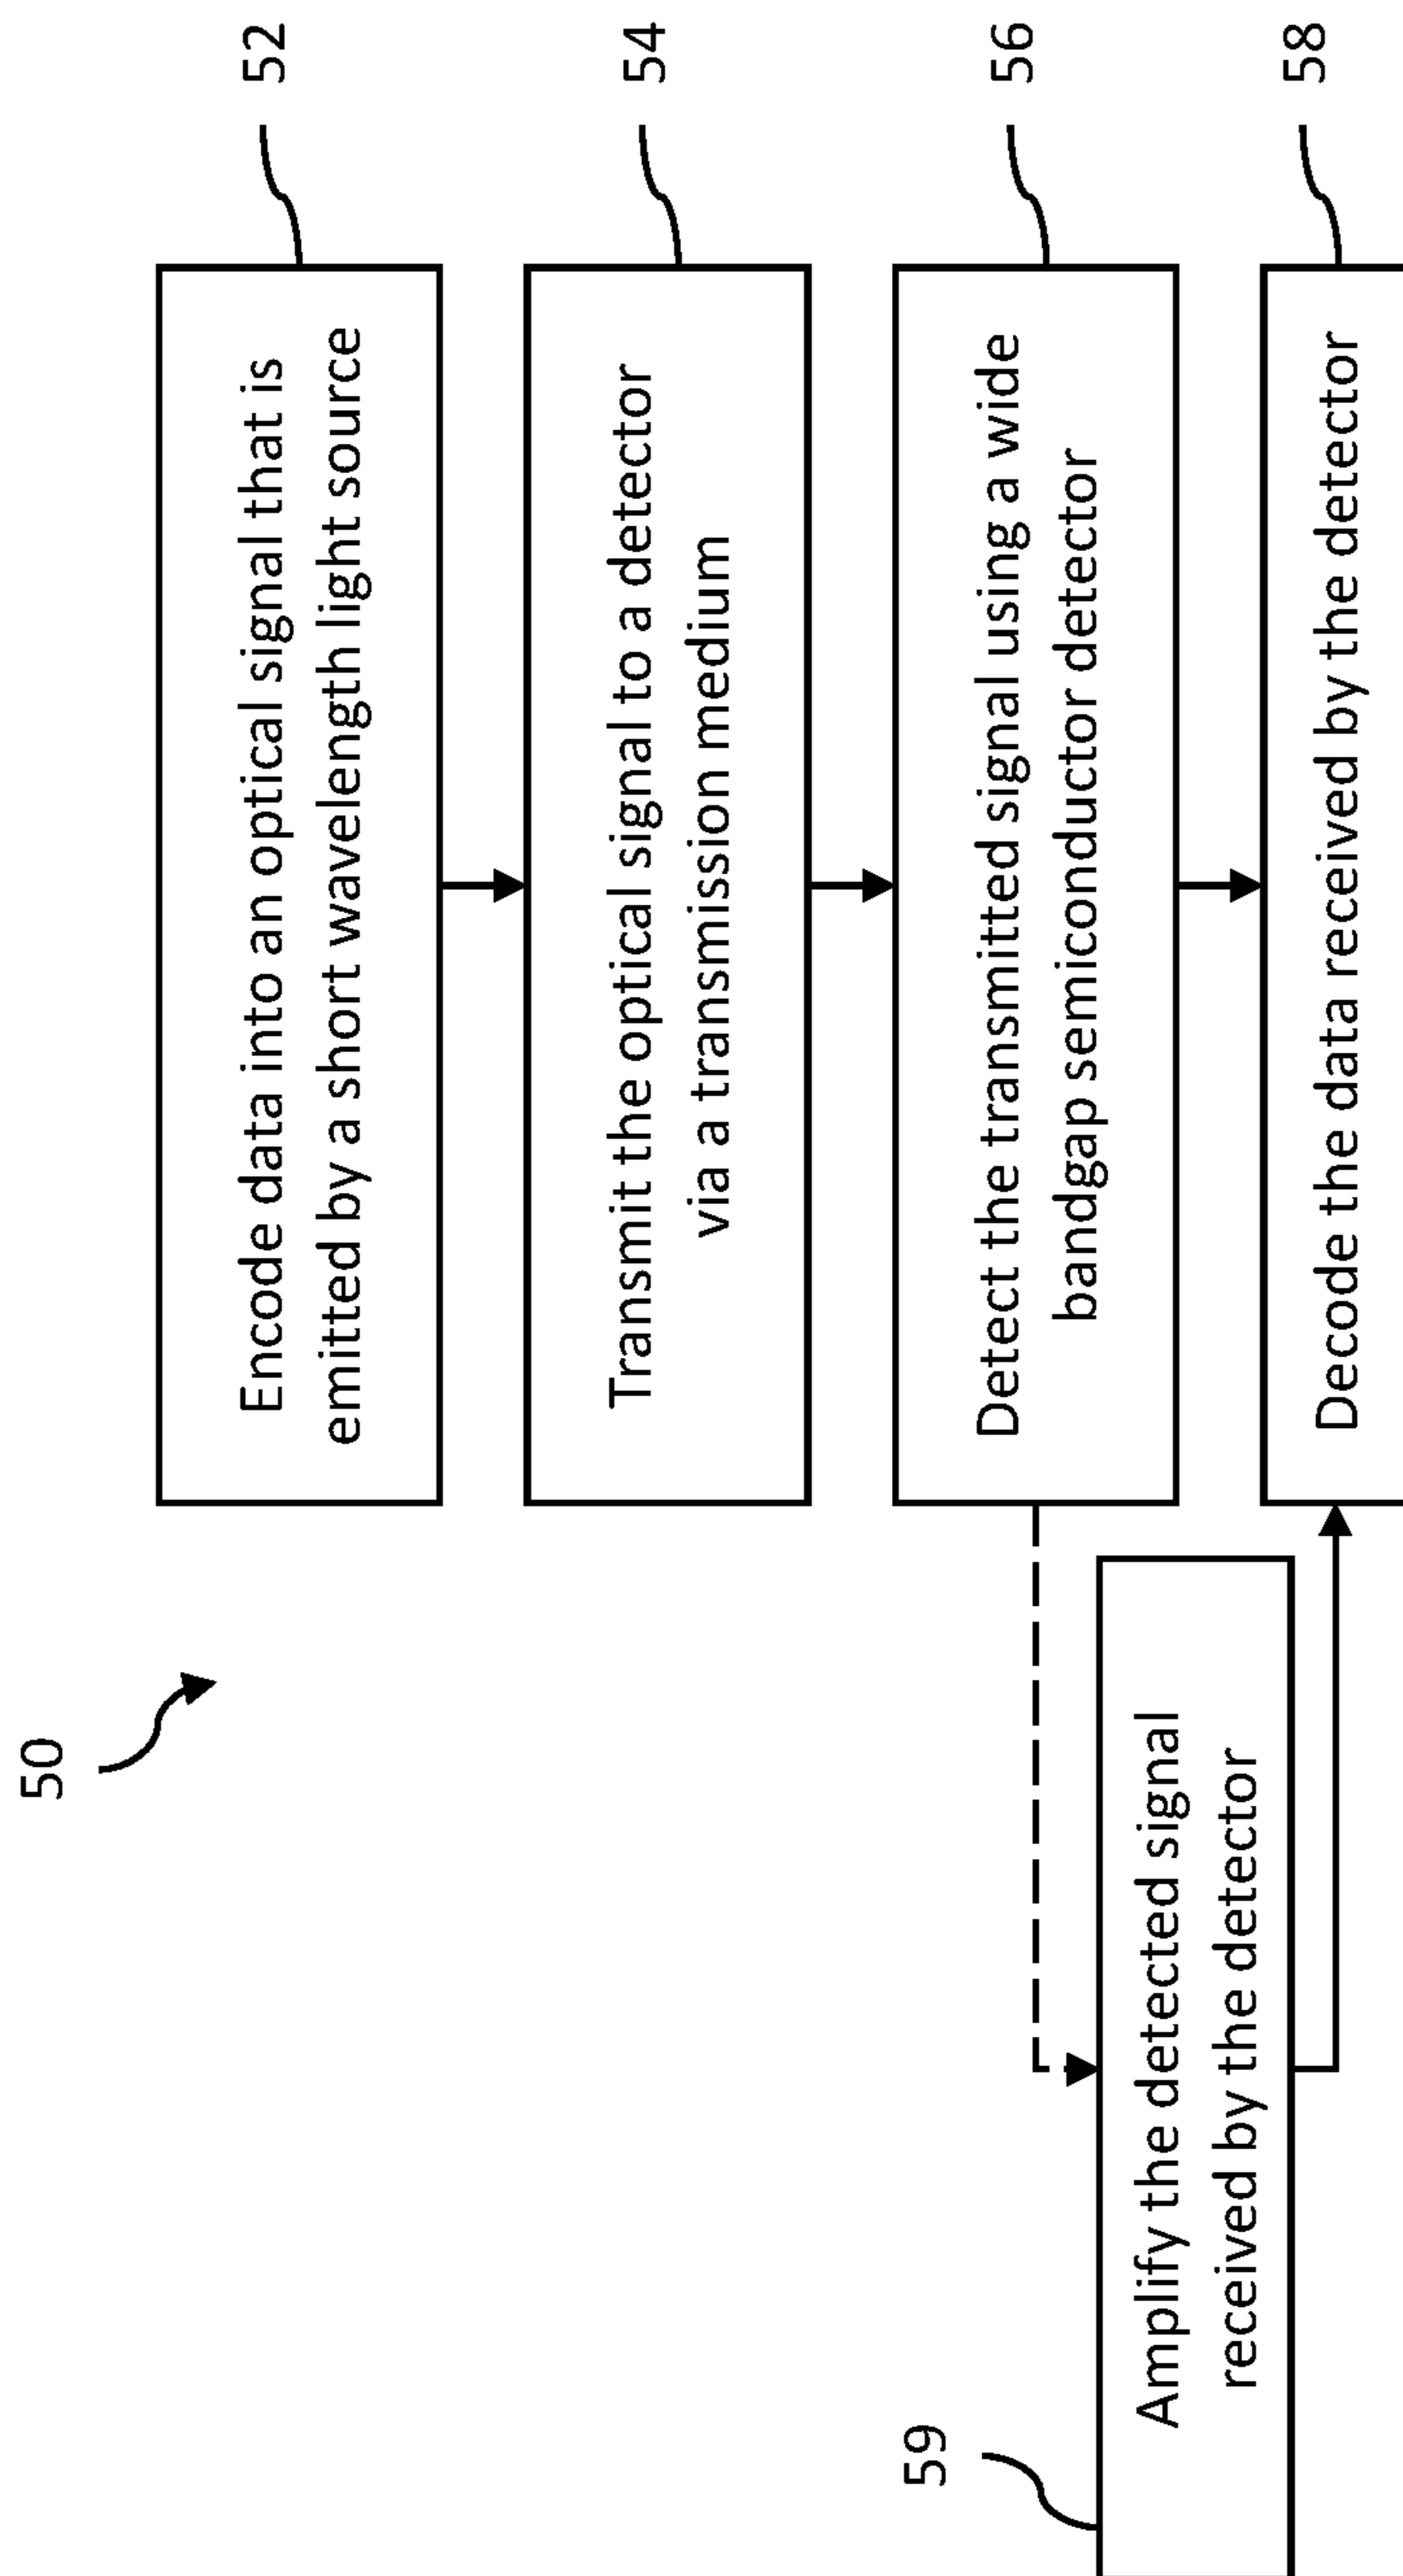 50
Encode data into an optical signal that is
emitted by a short wavelength light source
52
Transmit the optical signal to a detector
via a transmission medium
54
Detect the transmitted signal using a wide
bandgap semiconductor detector
56
59
Amplify the detected signal
received by the detector
Decode the data received by the detector
58